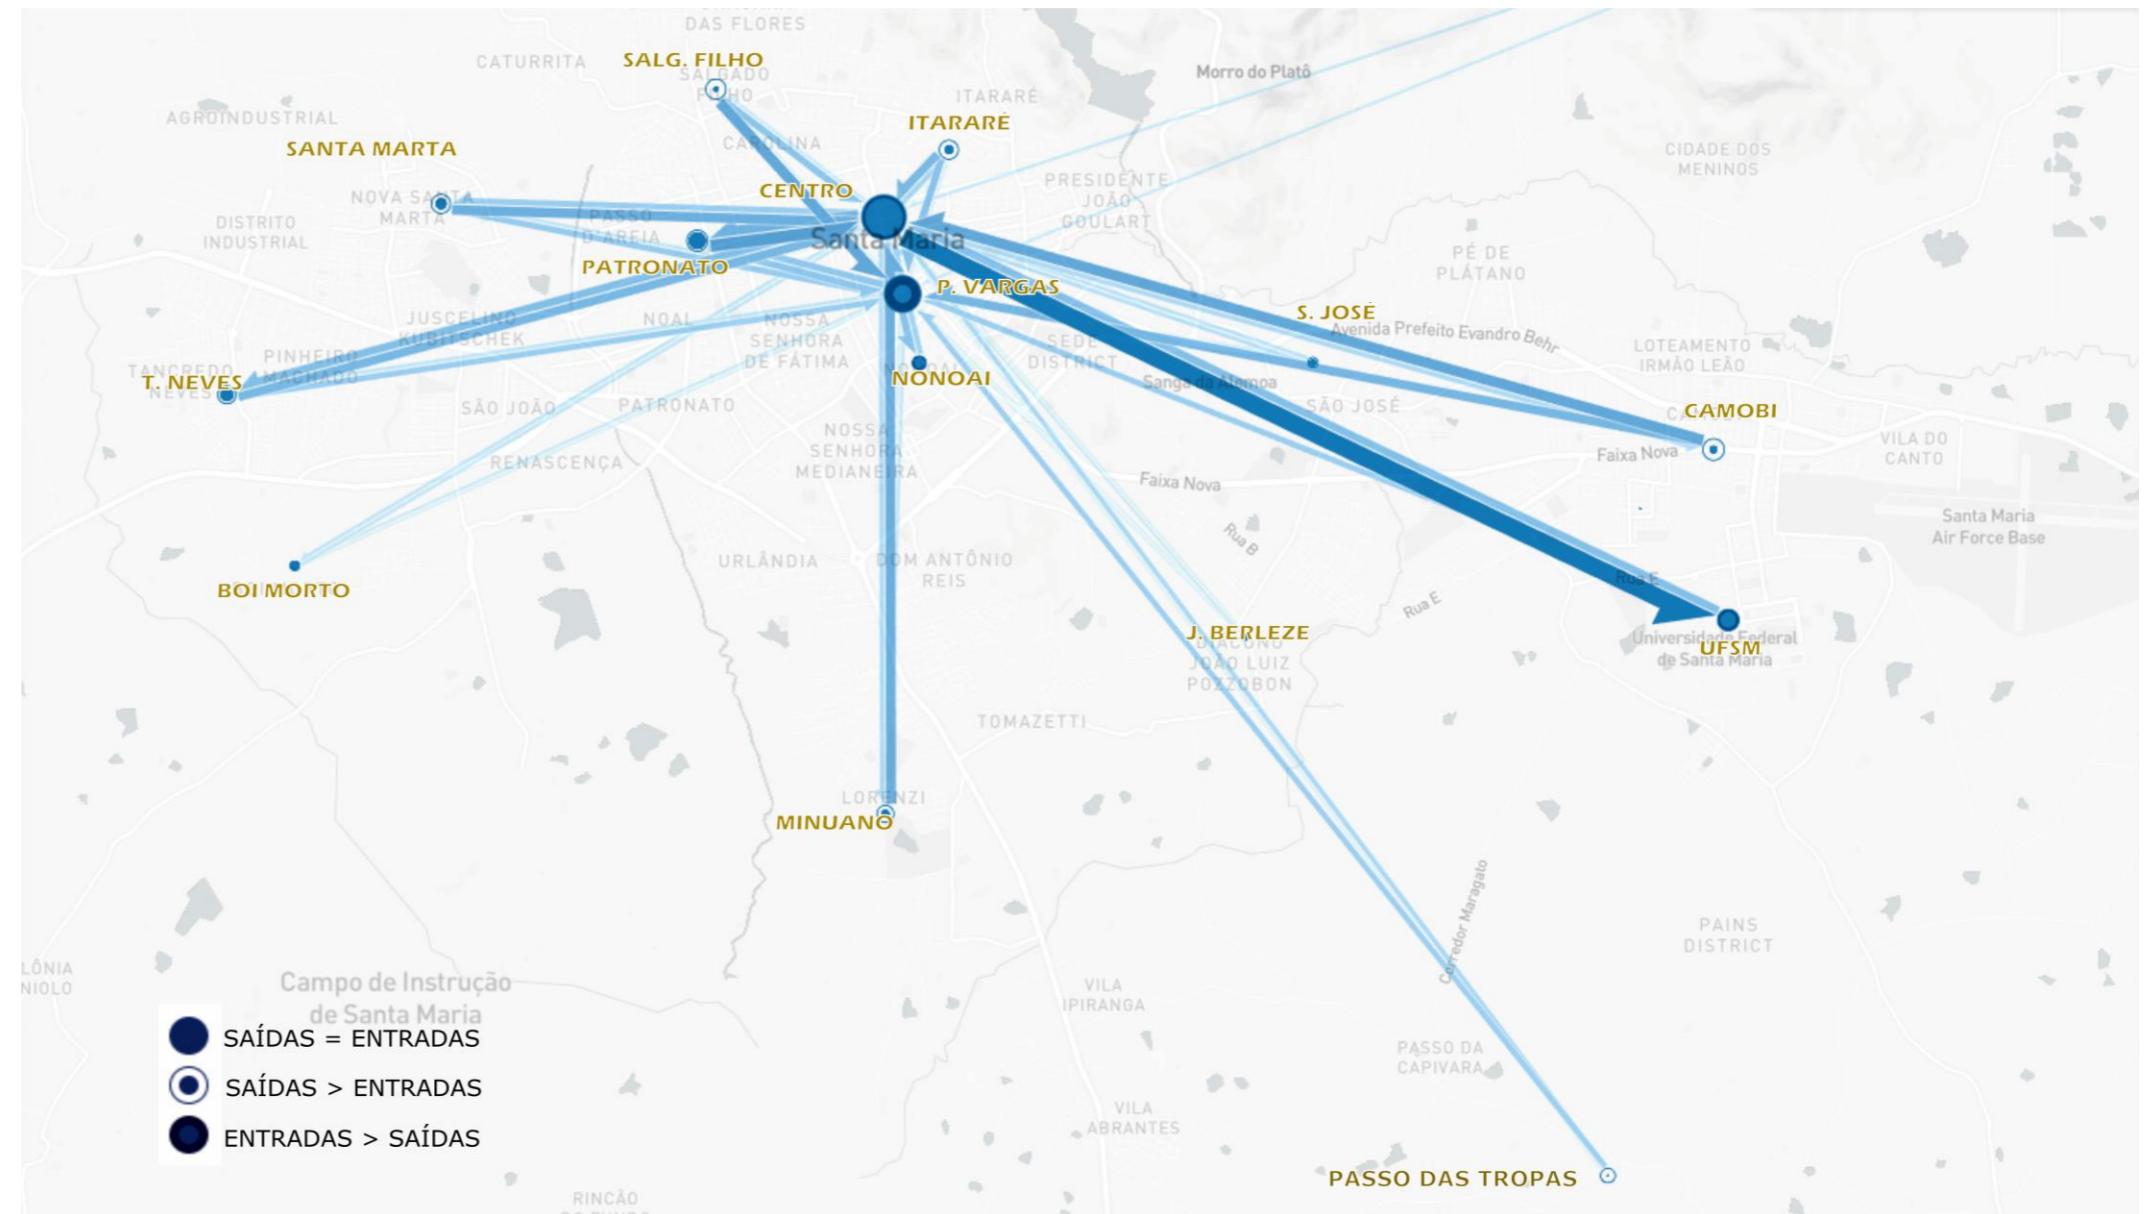 DAS FLORES
CATURRITA
SALG. FILHO
SALGADO
AGROINDUSTRIAL
ITARARÉ
Morro do Platô
ITARARÉ
SANTA MARTA
CAROLINA
CIDADE DOS
MENINOS
NOVA SANTA
MARTA
CENTRO
PRESIDENTE
JOÃO
GOULART
DISTRITO
INDUSTRIAL
PASSO
D'AREIA
Santa Maria
PATRONATO
PÉ DE
PLÁTANO
P. VARGAS
S. JOSÉ
JUSCELINO
KUBITSCHEK
NOAL
NOSSA
SENHORA
DE FÁTIMA
SEDE
DISTRICT
Avenida Prefeito Evandro Behr
LOTEAMENTO
IRMÃO LEÃO
PINHEIRO
MACHADO
TANCREDO
NEVES
T. NEVES
NONOAI
Sanga da Alemoa
SÃO JOÃO
PATRONATO
SÃO JOSÉ
CAMOBI
NOSSA
SENHORA
MEDIANEIRA
VILA DO
CANTO
RENASCENÇA
Faixa Nova
Faixa Nova
Santa Maria
Air Force Base
Rua B
URLÂNDIA
DOM ANTÔNIO
REIS
BOI MORTO
Rua E
Rua E
J. BERLEZE
DIÁCONO
JOÃO LUIZ
POZZOBON
Universidade Federal
de Santa Maria
UFSM
TOMAZETTI
LORENZI
MINUANO
Corredor Maragato
PAINS
DISTRICT
LÔNIA
NIOLO
Campo de Instrução
de Santa Maria
VILA
IPIRANGA
SAÍDAS = ENTRADAS
SAÍDAS > ENTRADAS
ENTRADAS > SAÍDAS
PASSO DA
CAPIVARA
VILA
ABRANTES
PASSO DAS TROPAS
RINCÃO